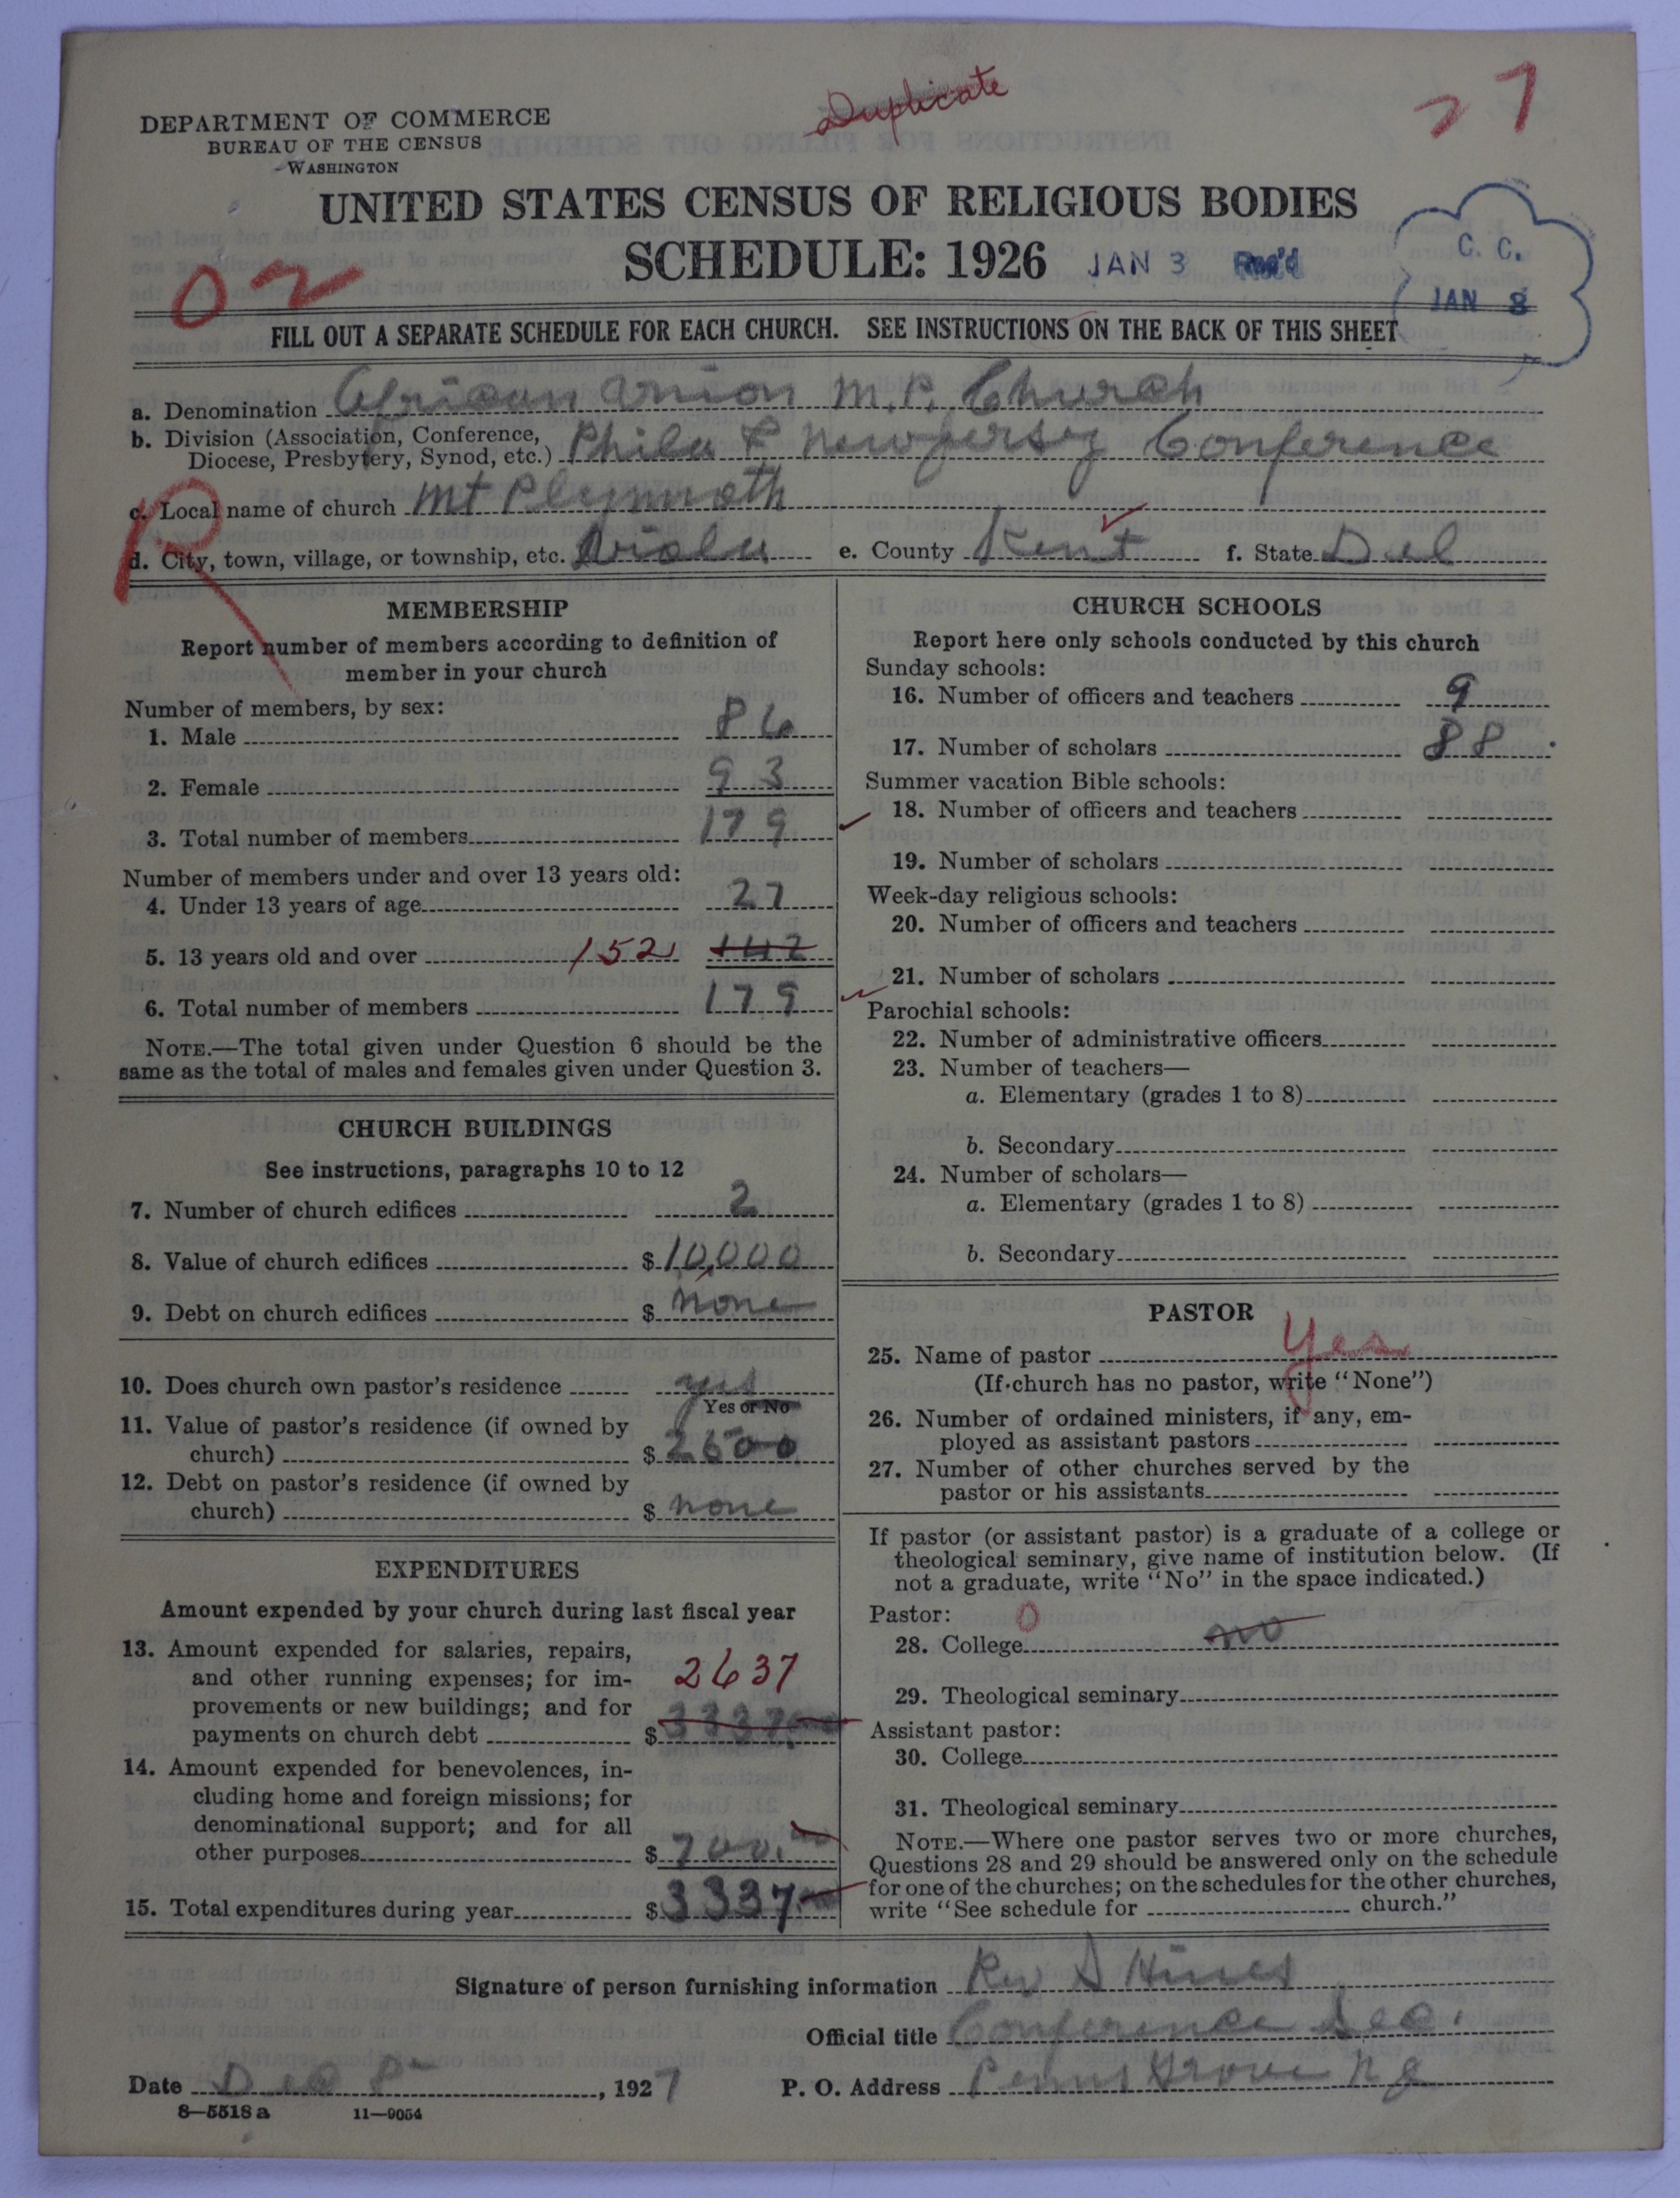 Duplicate
27
DEPARTMENT OF COMMERCE
BUREAU OF THE CENSUS
WASHINGTON
UNITED STATES CENSUS OF RELIGIOUS BODIES
SCHEDULE: 1926 JAN 3 Rec'd
C. C.
JAN 8
02
FILL OUT A SEPARATE SCHEDULE FOR EACH CHURCH. SEE INSTRUCTIONS ON THE BACK OF THIS SHEET
a. Denomination African Union M.P. Church
b. Division (Association, Conference,
Diocese, Presbytery, Synod, etc.) Phila & New Jersey Conference
c. Local name of church Mt Plymoth
R
d. City, town, village, or township, etc. Viola e. County Kent f. State Del
MEMBERSHIP
Report number of members according to definition of
member in your church
Number of members, by sex:
1. Male 86
2. Female 93
3. Total number of members 179
Number of members under and over 13 years old:
4. Under 13 years of age 27
5. 13 years old and over 152 142
6. Total number of members 179
NOTE.—The total given under Question 6 should be the
same as the total of males and females given under Question 3.
CHURCH BUILDINGS
See instructions, paragraphs 10 to 12
7. Number of church edifices 2
8. Value of church edifices $ 10,000
9. Debt on church edifices $ none
10. Does church own pastor's residence yes
Yes or No
11. Value of pastor's residence (if owned by
church) $ 2600
12. Debt on pastor's residence (if owned by
church) $ none
EXPENDITURES
Amount expended by your church during last fiscal year
13. Amount expended for salaries, repairs,
and other running expenses; for im-
provements or new buildings; and for
payments on church debt $ 2637
3337
14. Amount expended for benevolences, in-
cluding home and foreign missions; for
denominational support; and for all
other purposes $ 700.
15. Total expenditures during year $ 3337
CHURCH SCHOOLS
Report here only schools conducted by this church
Sunday schools:
16. Number of officers and teachers 9
17. Number of scholars 88
Summer vacation Bible schools:
18. Number of officers and teachers
19. Number of scholars
Week-day religious schools:
20. Number of officers and teachers
21. Number of scholars
Parochial schools:
22. Number of administrative officers
23. Number of teachers—
a. Elementary (grades 1 to 8)
b. Secondary
24. Number of scholars—
a. Elementary (grades 1 to 8)
b. Secondary
PASTOR
25. Name of pastor Yes
(If church has no pastor, write "None")
26. Number of ordained ministers, if any, em-
ployed as assistant pastors
27. Number of other churches served by the
pastor or his assistants
If pastor (or assistant pastor) is a graduate of a college or
theological seminary, give name of institution below. (If
not a graduate, write "No" in the space indicated.)
Pastor: 0
28. College no
29. Theological seminary
Assistant pastor:
30. College
31. Theological seminary
NOTE.—Where one pastor serves two or more churches,
Questions 28 and 29 should be answered only on the schedule
for one of the churches; on the schedules for the other churches,
write "See schedule for church."
Signature of person furnishing information Rev S Hines
Official title Conference Sec.
Date Dec 8, 1927 P. O. Address Penns Grove N J
8—5518 a 11—9054